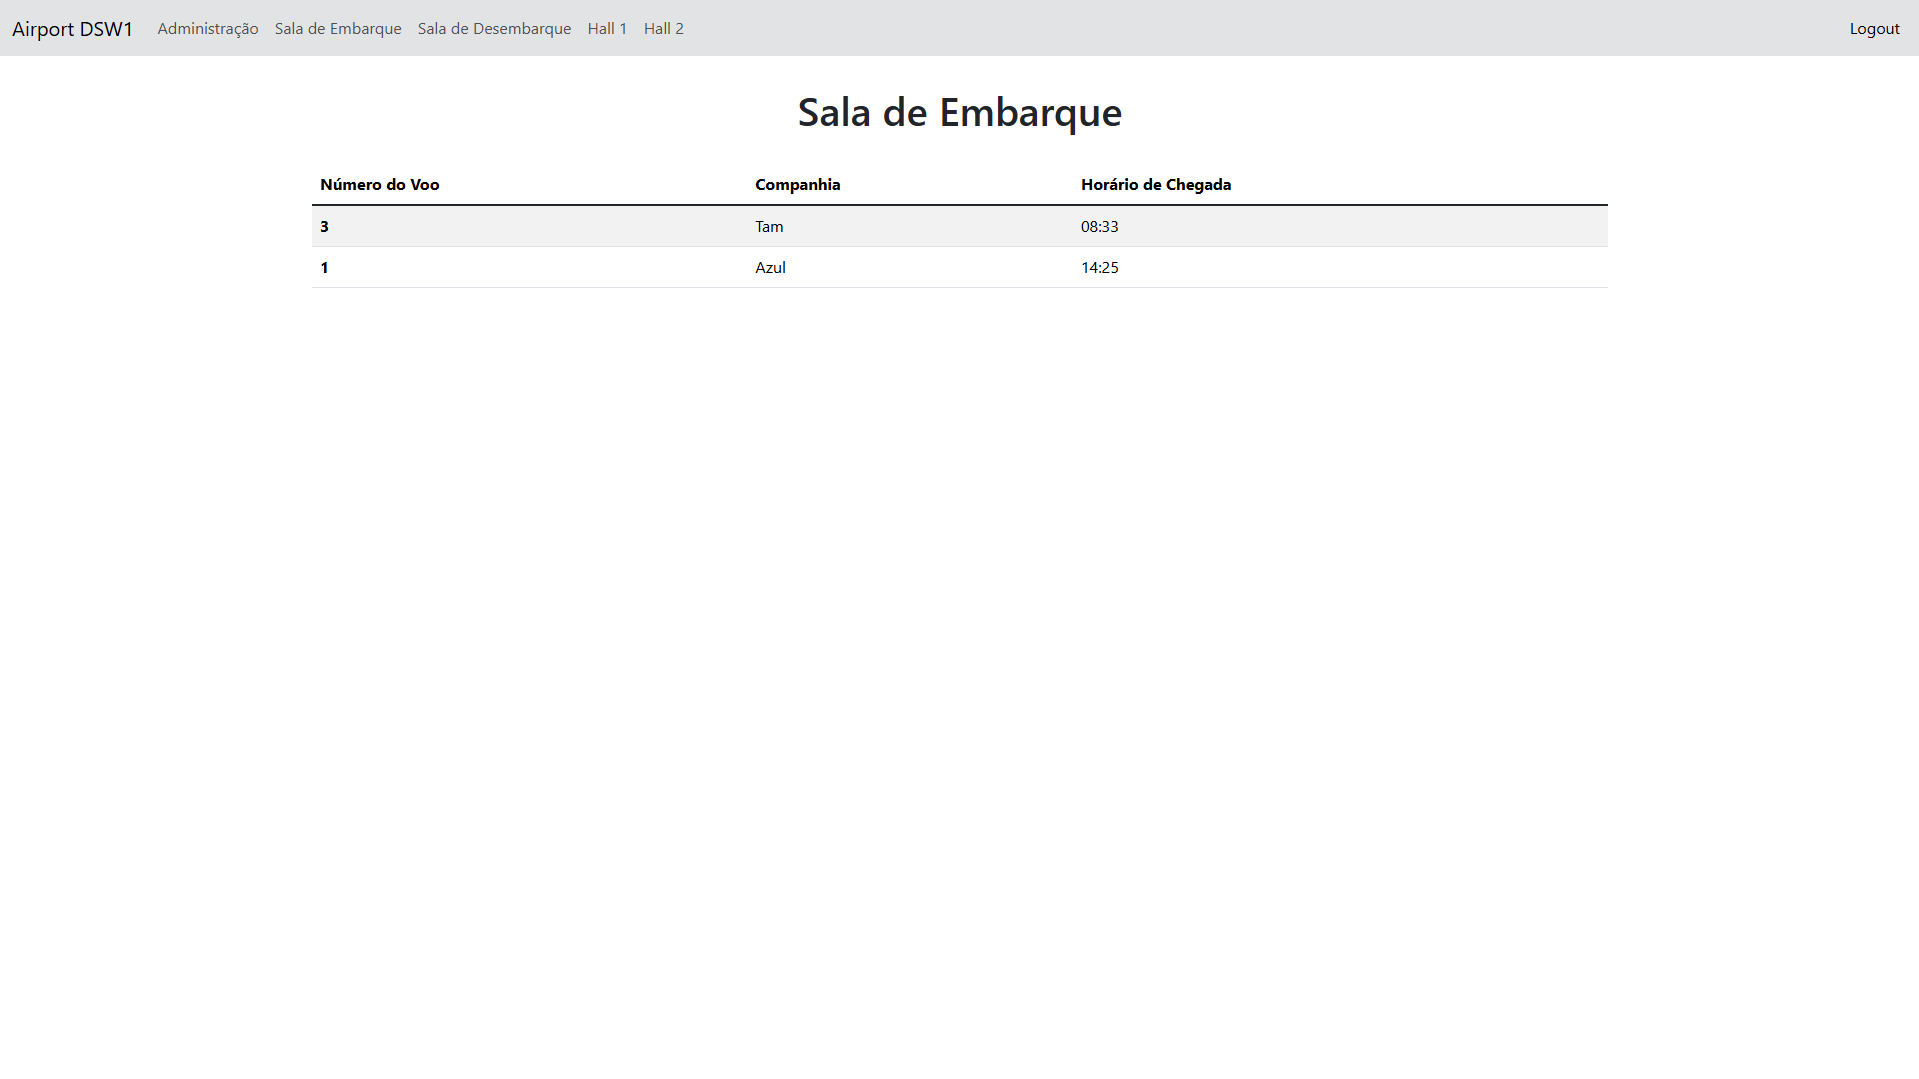 Airport DSW1 Administração Sala de Embarque Sala de Desembarque Hall 1 Hall 2 Logout
Sala de Embarque
Número do Voo Companhia Horário de Chegada
3 Tam 08:33
1 Azul 14:25